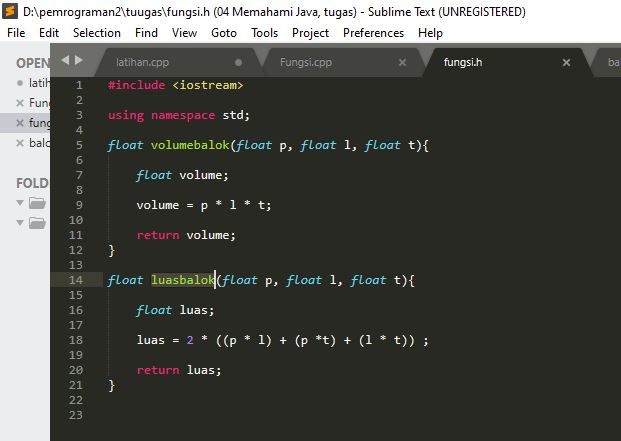 D:\pemrograman2\tuugas\fungsi.h (04 Memahami Java, tugas) - Sublime Text (UNREGISTERED)
File Edit Selection Find View Goto Tools Project Preferences Help
OPEN
latihan.cpp
Fungsi.cpp
fungsi.h
ba
latih
Fun
fung
balo
FOLD
1 #include <iostream>
2
3 using namespace std;
4
5 float volumebalok(float p, float l, float t){
6
7 float volume;
8
9 volume = p * l * t;
10
11 return volume;
12 }
13
14 float luasbalok(float p, float l, float t){
15
16 float luas;
17
18 luas = 2 * ((p * l) + (p *t) + (l * t)) ;
19
20 return luas;
21 }
22
23